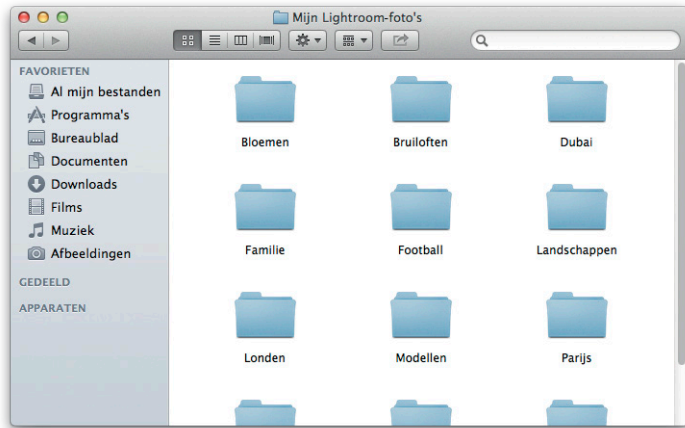 Mijn Lightroom-foto's
FAVORIETEN
Al mijn bestanden
Programma's
Bureaublad
Documenten
Downloads
Films
Muziek
Afbeeldingen
GEDEELD
APPARATEN
Bloemen Bruiloften Dubai
Familie Football Landschappen
Londen Modellen Parijs